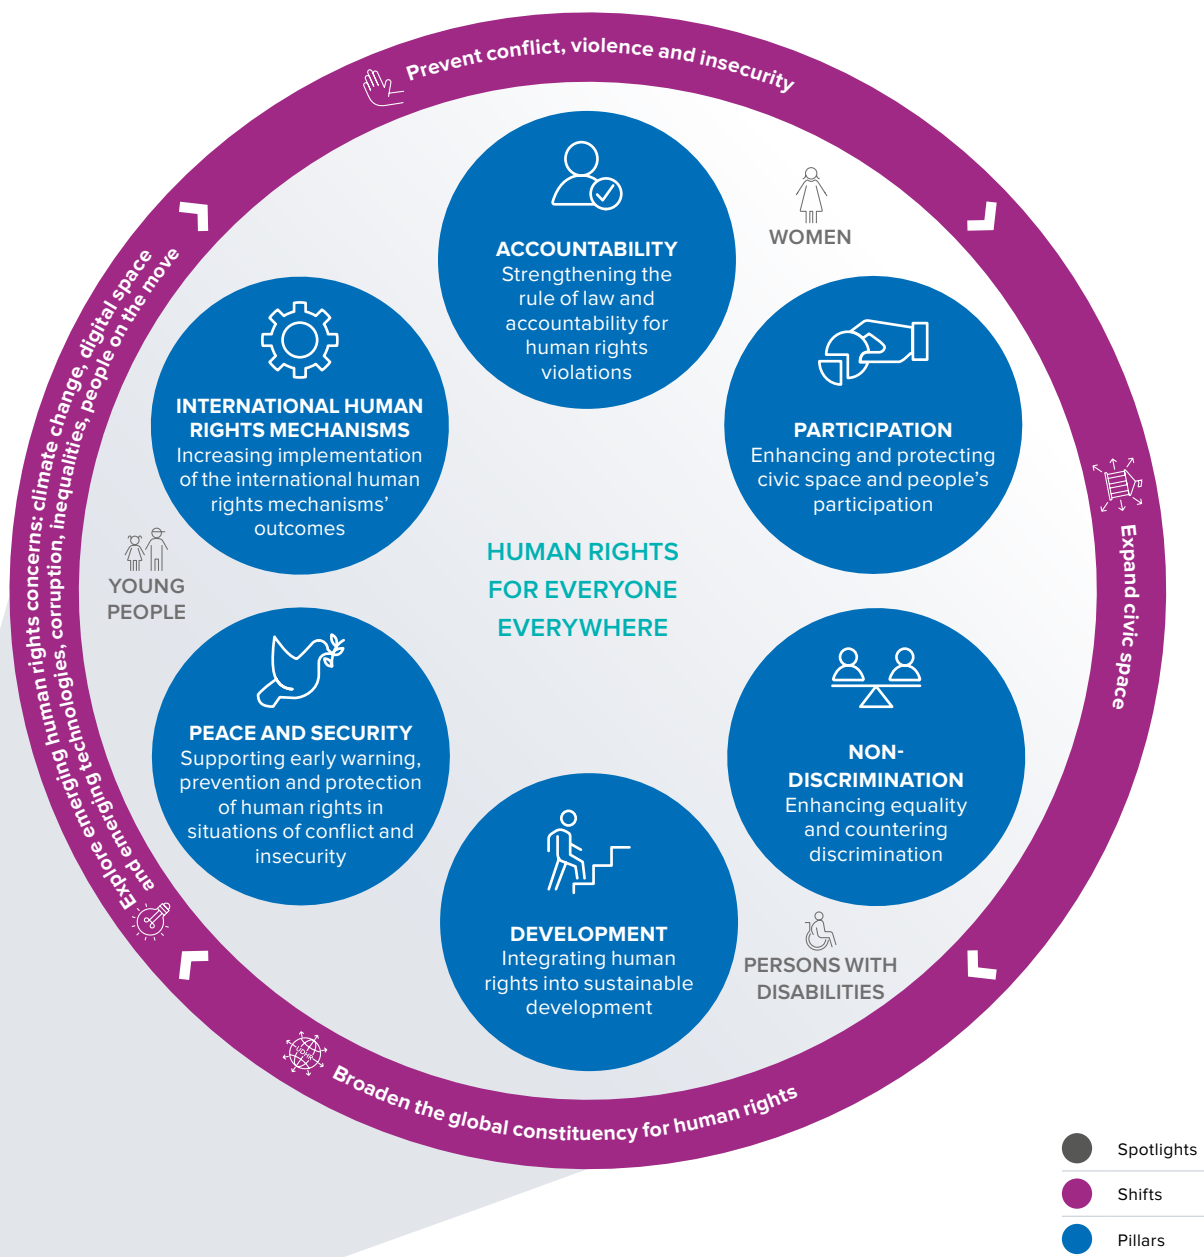 Prevent conflict, violence and insecurity
Expand civic space
Broaden the global constituency for human rights
Explore emerging human rights concerns: climate change, digital space
and emerging technologies, corruption, inequalities, people on the move
UDHR
ACCOUNTABILITY
Strengthening the
rule of law and
accountability for
human rights
violations
WOMEN
PARTICIPATION
Enhancing and protecting
civic space and people’s
participation
NON-
DISCRIMINATION
Enhancing equality
and countering
discrimination
PERSONS WITH
DISABILITIES
DEVELOPMENT
Integrating human
rights into sustainable
development
PEACE AND SECURITY
Supporting early warning,
prevention and protection
of human rights in
situations of conflict and
insecurity
YOUNG
PEOPLE
INTERNATIONAL HUMAN
RIGHTS MECHANISMS
Increasing implementation
of the international human
rights mechanisms’
outcomes
HUMAN RIGHTS
FOR EVERYONE
EVERYWHERE
Spotlights
Shifts
Pillars